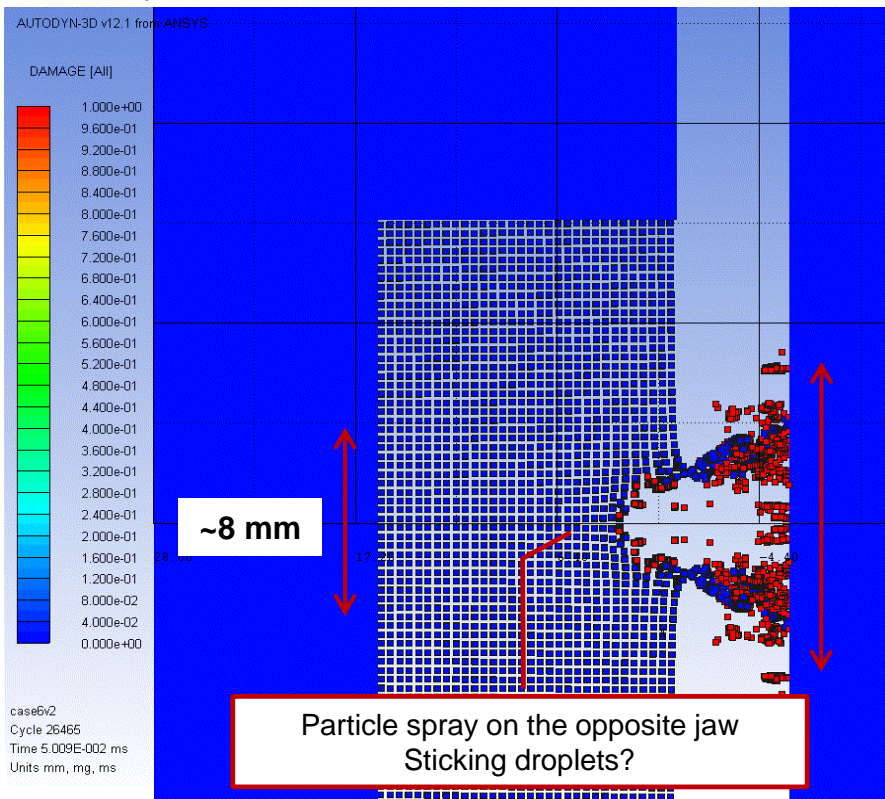 AUTODYN-3D v12.1 from ANSYS
DAMAGE [All]
1.000e+00
9.600e-01
9.200e-01
8.800e-01
8.400e-01
8.000e-01
7.600e-01
7.200e-01
6.800e-01
6.400e-01
6.000e-01
5.600e-01
5.200e-01
4.800e-01
4.400e-01
4.000e-01
3.600e-01
3.200e-01
2.800e-01
2.400e-01
2.000e-01
1.600e-01
1.200e-01
8.000e-02
4.000e-02
0.000e+00
~8 mm
-4.40
case6v2
Cycle 26465
Time 5.009E-002 ms
Units mm, mg, ms
Particle spray on the opposite jaw
Sticking droplets?